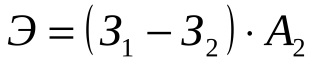 Э = (З₁ − З₂) · А₂